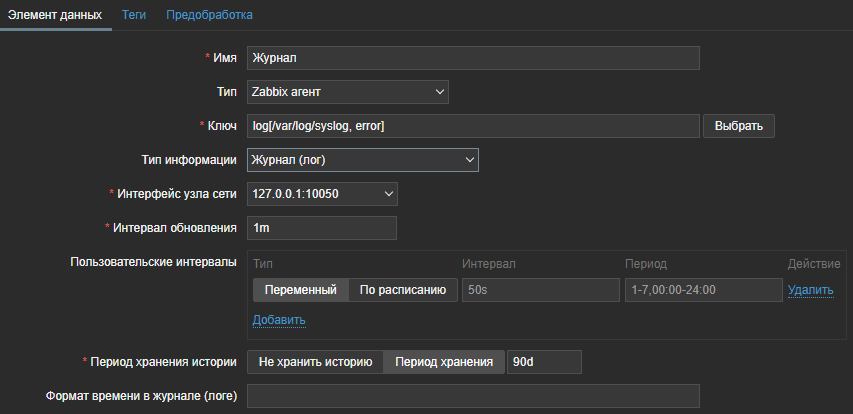 Элемент данных Теги Предобработка
* Имя Журнал
Тип Zabbix агент
* Ключ log[/var/log/syslog, error] Выбрать
Тип информации Журнал (лог)
* Интерфейс узла сети 127.0.0.1:10050
* Интервал обновления 1m
Пользовательские интервалы Тип Интервал Период Действие
Переменный По расписанию 50s 1-7,00:00-24:00 Удалить
Добавить
* Период хранения истории Не хранить историю Период хранения 90d
Формат времени в журнале (логе)